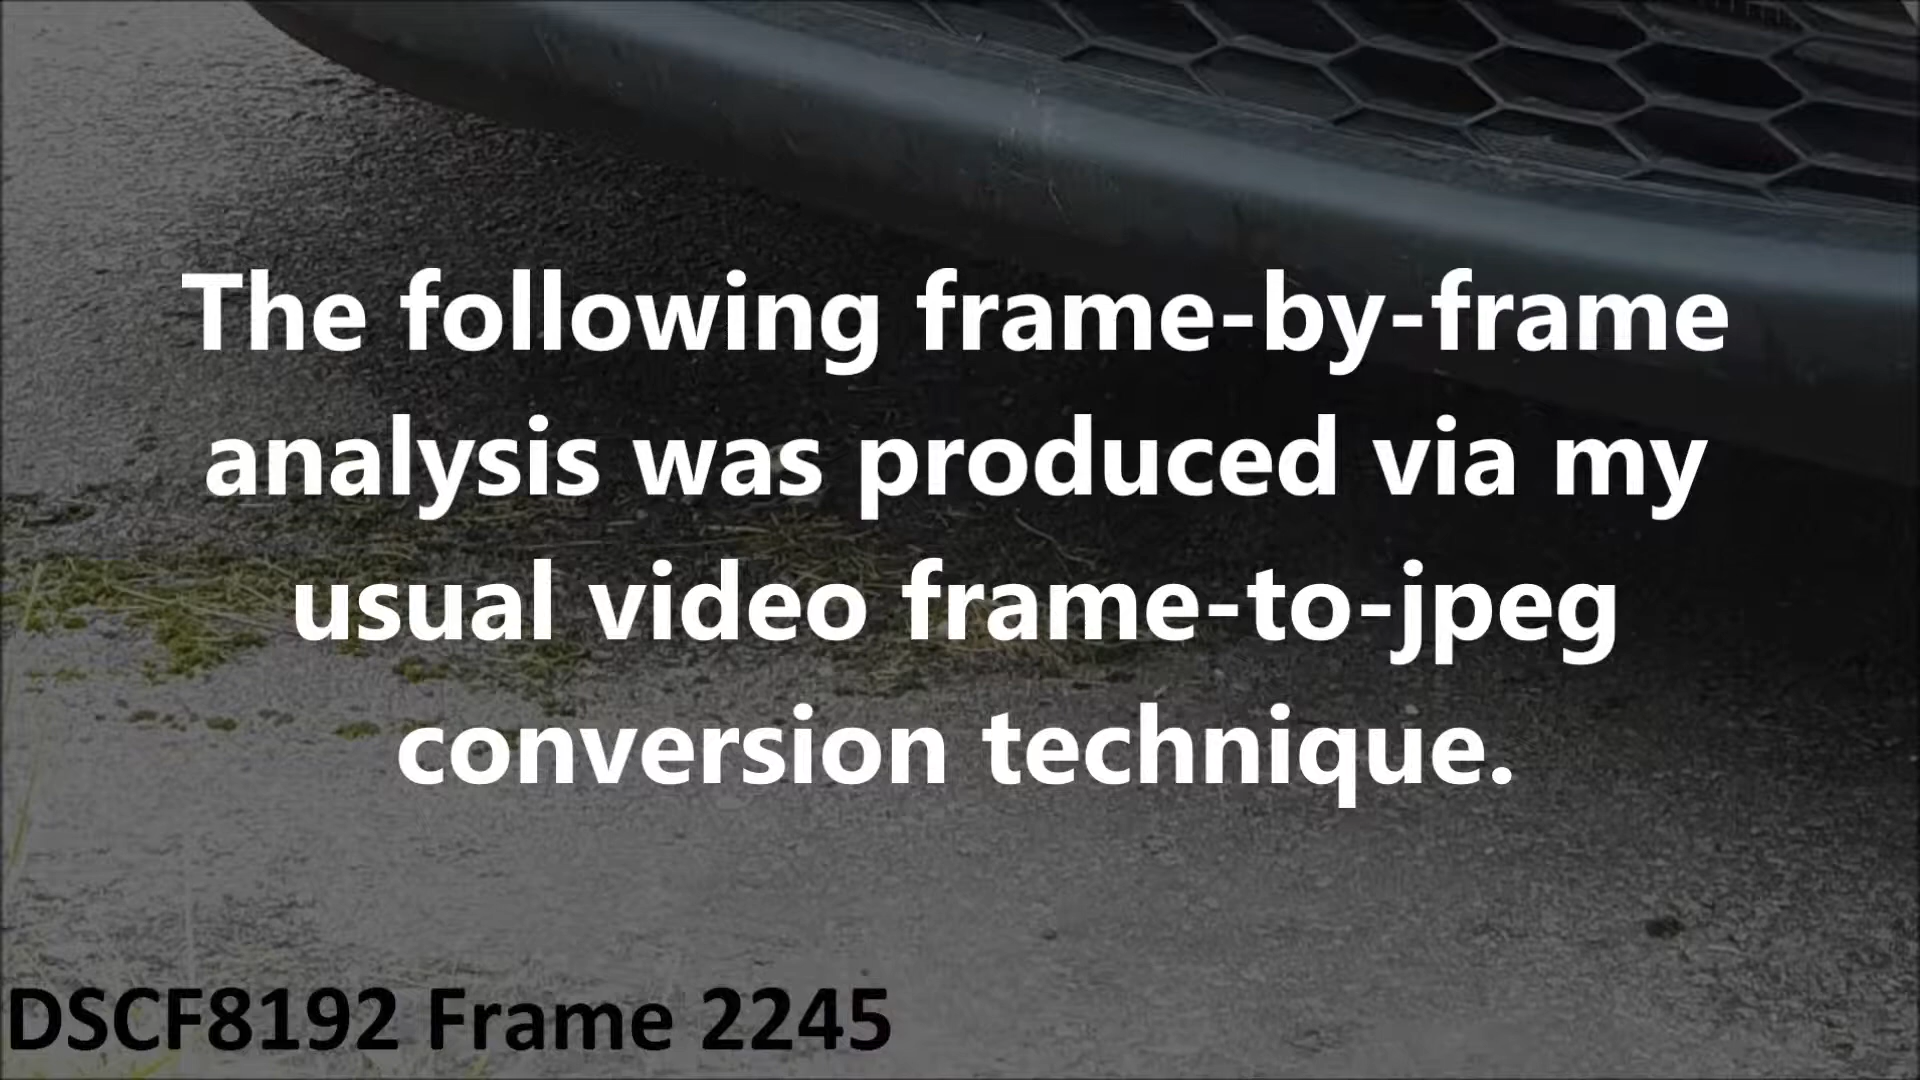 The following frame-by-frame
analysis was produced via my
usual video frame-to-jpeg
conversion technique.
DSCF8192 Frame 2245